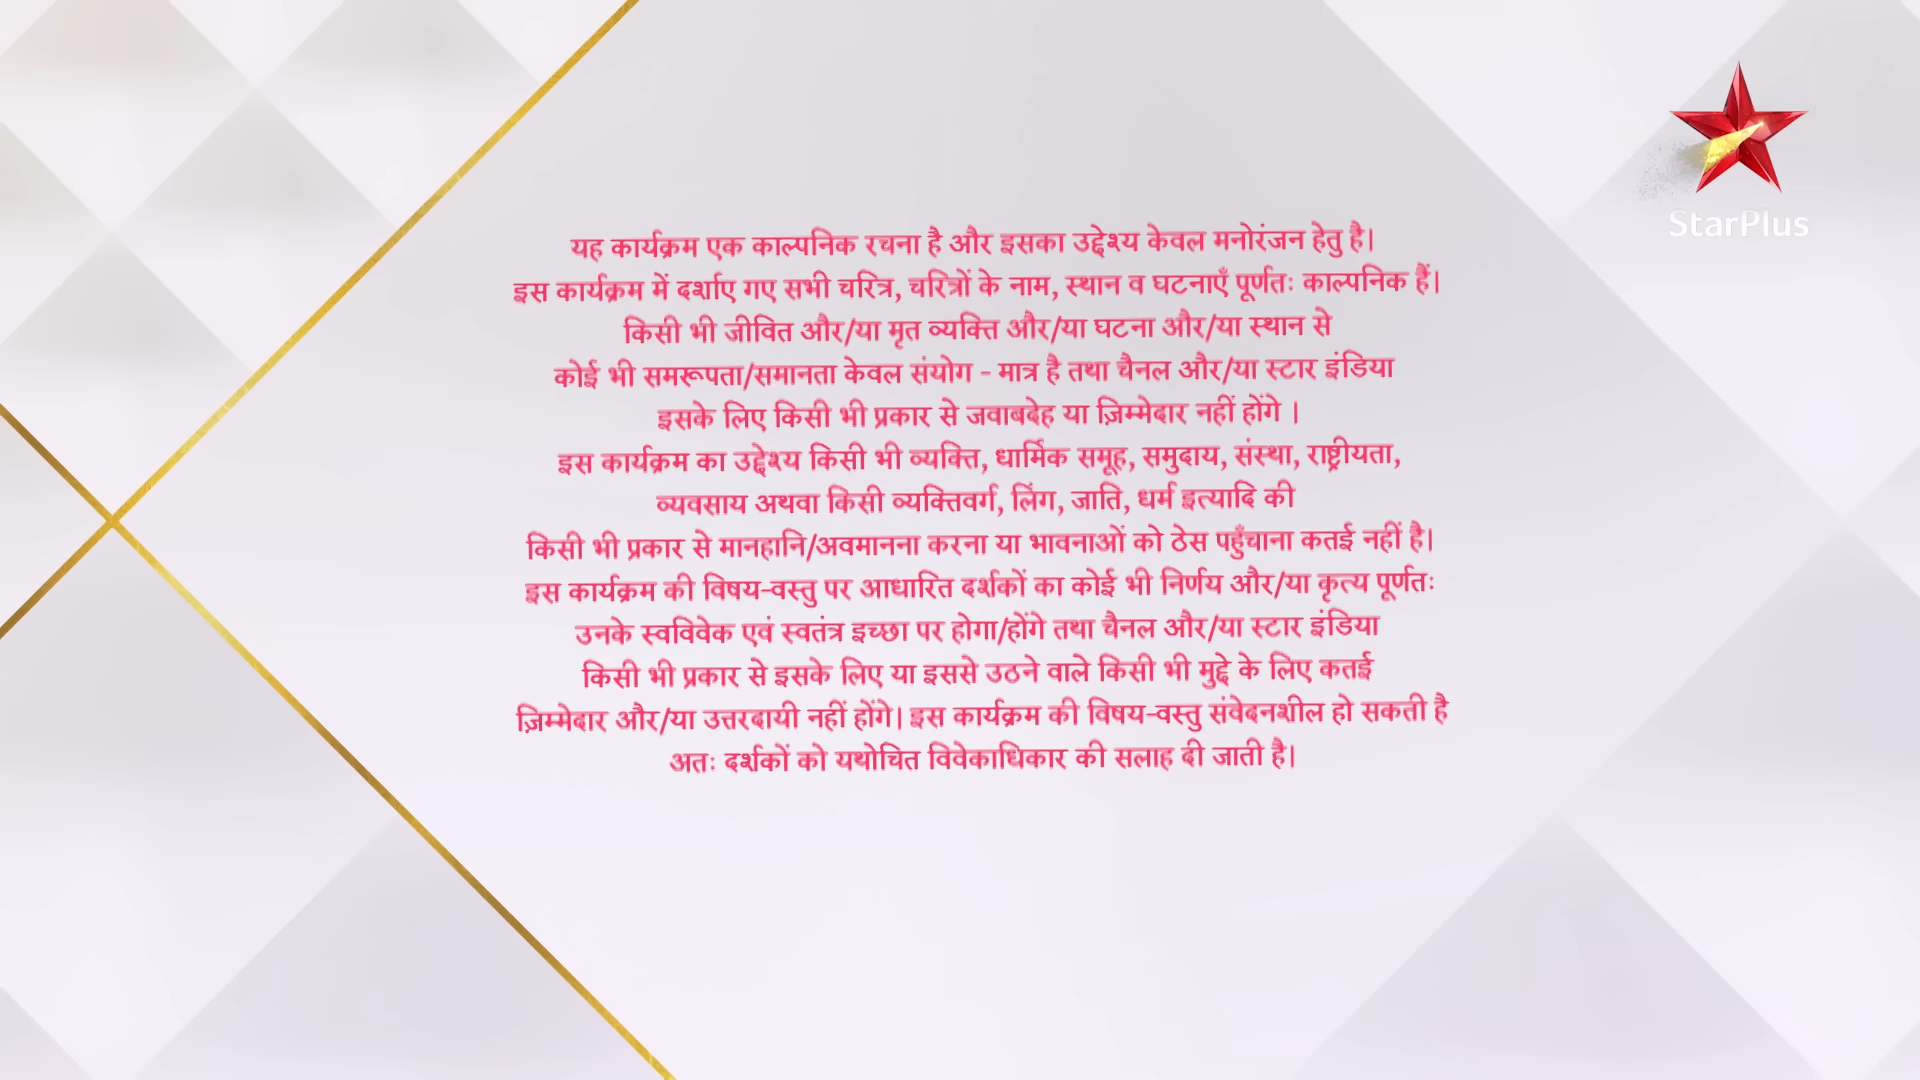 StarPlus
यह कार्यक्रम एक काल्पनिक रचना है और इसका उद्देश्य केवल मनोरंजन हेतु है।
इस कार्यक्रम में दर्शाए गए सभी चरित्र, चरित्रों के नाम, स्थान व घटनाएँ पूर्णतः काल्पनिक हैं।
किसी भी जीवित और/या मृत व्यक्ति और/या घटना और/या स्थान से
कोई भी समरूपता/समानता केवल संयोग - मात्र है तथा चैनल और/या स्टार इंडिया
इसके लिए किसी भी प्रकार से जवाबदेह या ज़िम्मेदार नहीं होंगे ।
इस कार्यक्रम का उद्देश्य किसी भी व्यक्ति, धार्मिक समूह, समुदाय, संस्था, राष्ट्रीयता,
व्यवसाय अथवा किसी व्यक्तिवर्ग, लिंग, जाति, धर्म इत्यादि की
किसी भी प्रकार से मानहानि/अवमानना करना या भावनाओं को ठेस पहुँचाना कतई नहीं है।
इस कार्यक्रम की विषय-वस्तु पर आधारित दर्शकों का कोई भी निर्णय और/या कृत्य पूर्णतः
उनके स्वविवेक एवं स्वतंत्र इच्छा पर होगा/होंगे तथा चैनल और/या स्टार इंडिया
किसी भी प्रकार से इसके लिए या इससे उठने वाले किसी भी मुद्दे के लिए कतई
ज़िम्मेदार और/या उत्तरदायी नहीं होंगे। इस कार्यक्रम की विषय-वस्तु संवेदनशील हो सकती है
अतः दर्शकों को यथोचित विवेकाधिकार की सलाह दी जाती है।